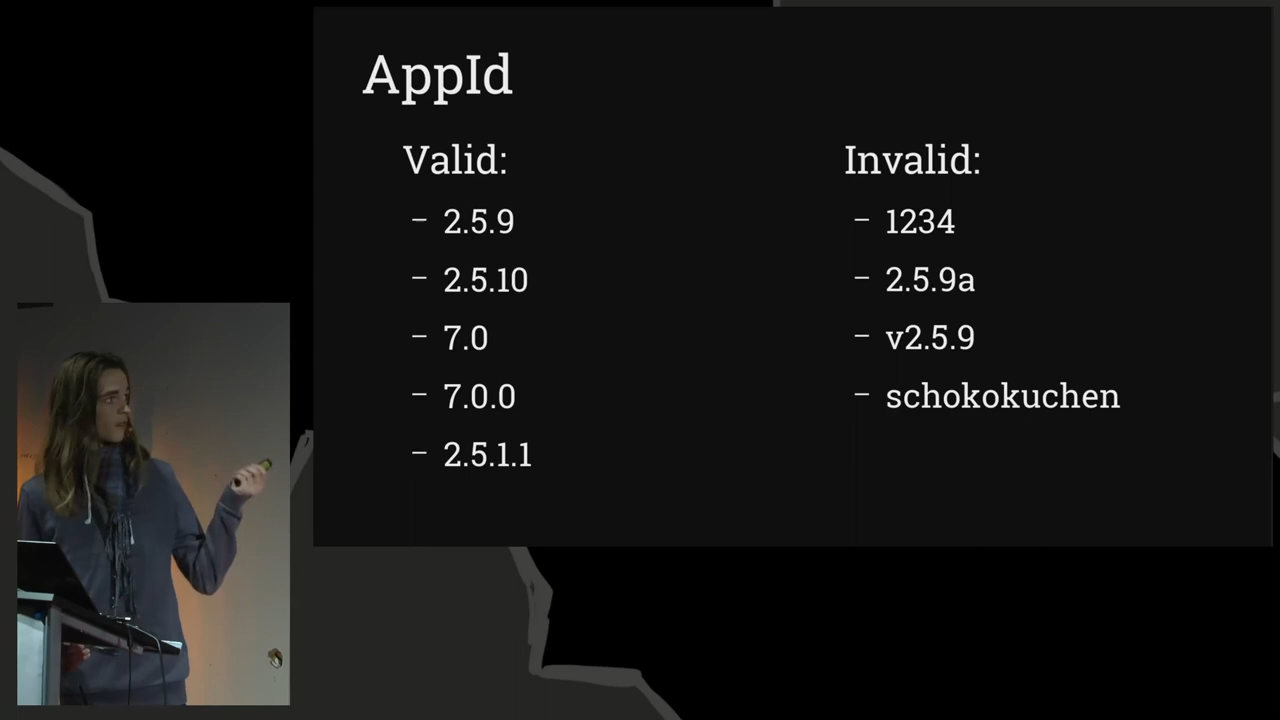 AppId
Valid:
– 2.5.9
– 2.5.10
– 7.0
– 7.0.0
– 2.5.1.1
Invalid:
– 1234
– 2.5.9a
– v2.5.9
– schokokuchen